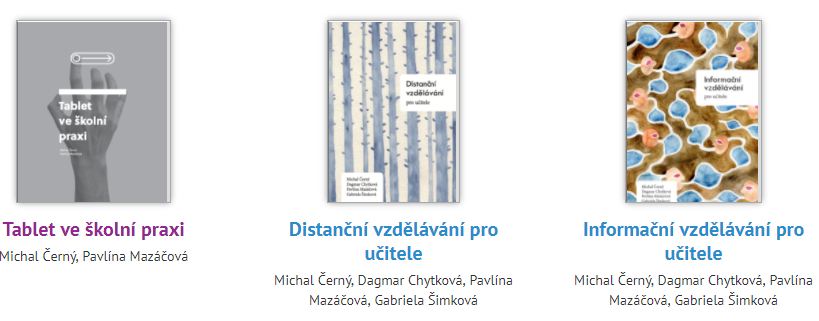 Tablet
ve školní
praxi
Distanční
vzdělávání
pro učitele
Michal Černý
Dagmar Chytková
Pavlína Mazáčová
Gabriela Šimková
Informační
vzdělávání
pro učitele
Michal Černý
Dagmar Chytková
Pavlína Mazáčová
Gabriela Šimková
Tablet ve školní praxi
Michal Černý, Pavlína Mazáčová
Distanční vzdělávání pro
učitele
Michal Černý, Dagmar Chytková, Pavlína
Mazáčová, Gabriela Šimková
Informační vzdělávání pro
učitele
Michal Černý, Dagmar Chytková, Pavlína
Mazáčová, Gabriela Šimková